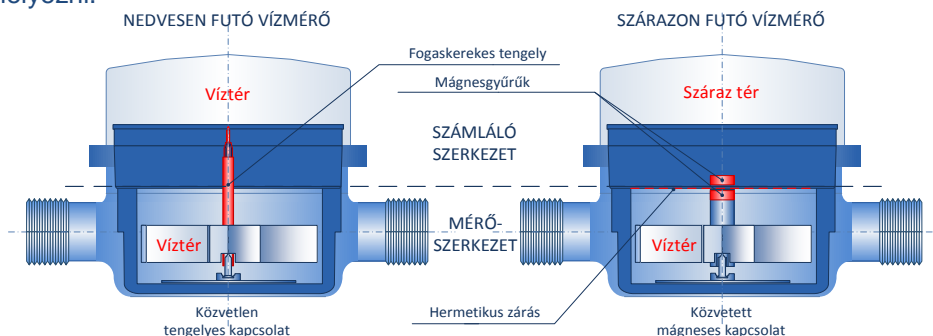 NEDVESEN FUTÓ VÍZMÉRŐ
SZÁRAZON FUTÓ VÍZMÉRŐ
Fogaskerekes tengely
Mágnesgyűrűk
Víztér
Száraz tér
SZÁMLÁLÓ
SZERKEZET
MÉRŐ-
SZERKEZET
Víztér
Víztér
Hermetikus zárás
Közvetlen
tengelyes kapcsolat
Közvetett
mágneses kapcsolat